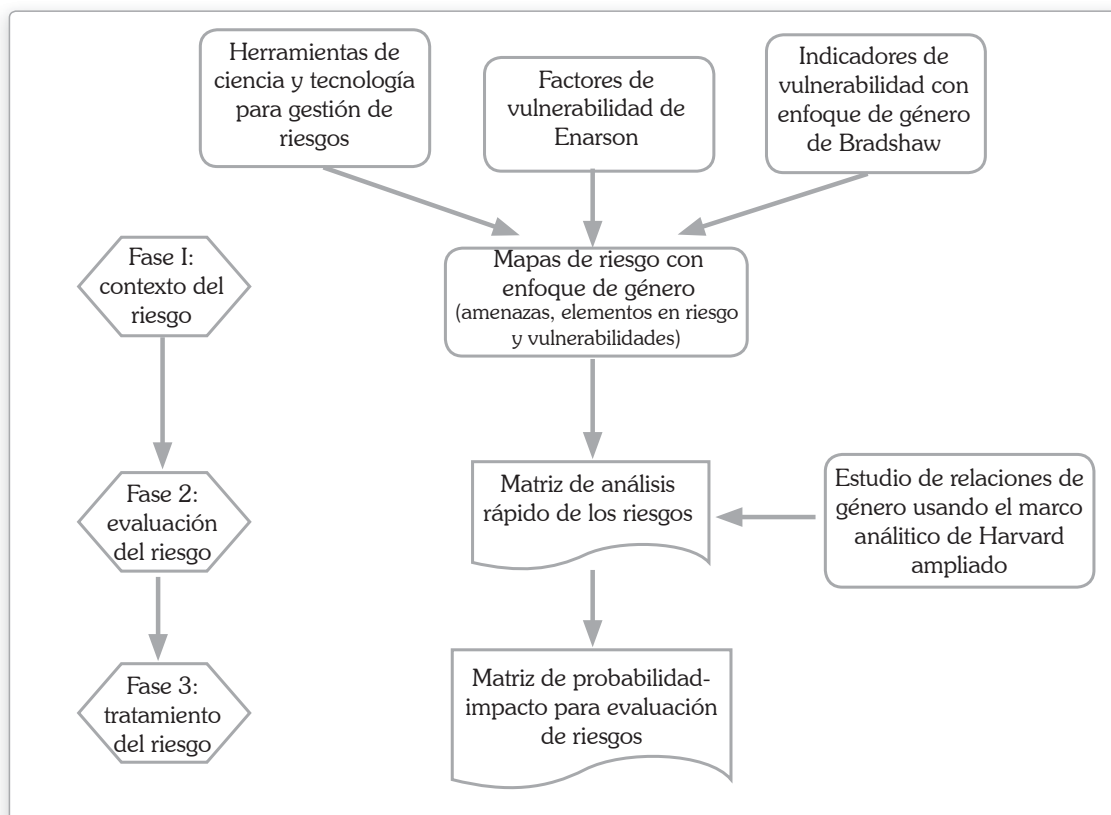 Herramientas de
ciencia y tecnología
para gestión de
riesgos
Factores de
vulnerabilidad de
Enarson
Indicadores de
vulnerabilidad con
enfoque de género
de Bradshaw
Fase I:
contexto del
riesgo
Mapas de riesgo con
enfoque de género
(amenazas, elementos en riesgo
y vulnerabilidades)
Fase 2:
evaluación
del riesgo
Matriz de análisis
rápido de los riesgos
Estudio de relaciones de
género usando el marco
análitico de Harvard
ampliado
Fase 3:
tratamiento
del riesgo
Matriz de probabilidad-
impacto para evaluación
de riesgos